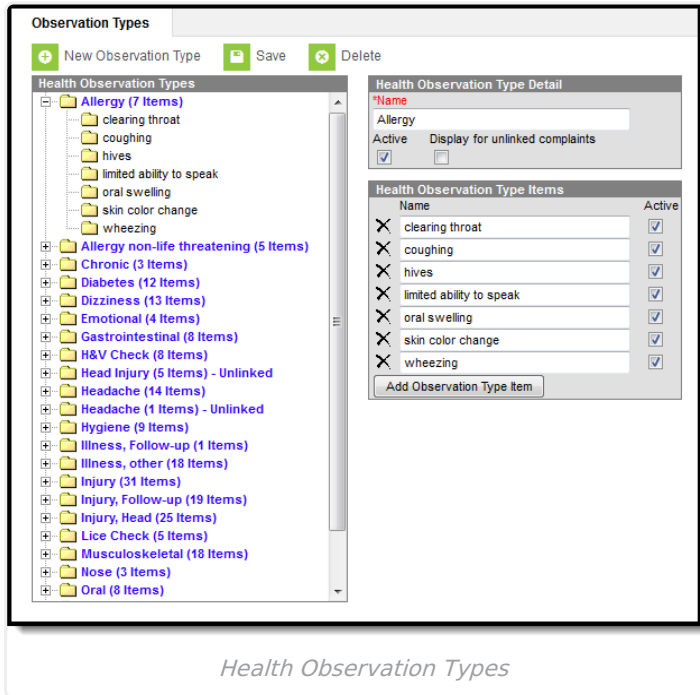 Observation Types
New Observation Type Save Delete
Health Observation Types
Allergy (7 Items)
clearing throat
coughing
hives
limited ability to speak
oral swelling
skin color change
wheezing
Allergy non-life threatening (5 Items)
Chronic (3 Items)
Diabetes (12 Items)
Dizziness (13 Items)
Emotional (4 Items)
Gastrointestinal (8 Items)
H&V Check (8 Items)
Head Injury (5 Items) - Unlinked
Headache (14 Items)
Headache (1 Items) - Unlinked
Hygiene (9 Items)
Illness, Follow-up (1 Items)
Illness, other (18 Items)
Injury (31 Items)
Injury, Follow-up (19 Items)
Injury, Head (25 Items)
Lice Check (5 Items)
Musculoskeletal (18 Items)
Nose (3 Items)
Oral (8 Items)
Health Observation Type Detail
*Name
Allergy
Active Display for unlinked complaints
Health Observation Type Items
Name Active
clearing throat
coughing
hives
limited ability to speak
oral swelling
skin color change
wheezing
Add Observation Type Item
Health Observation Types